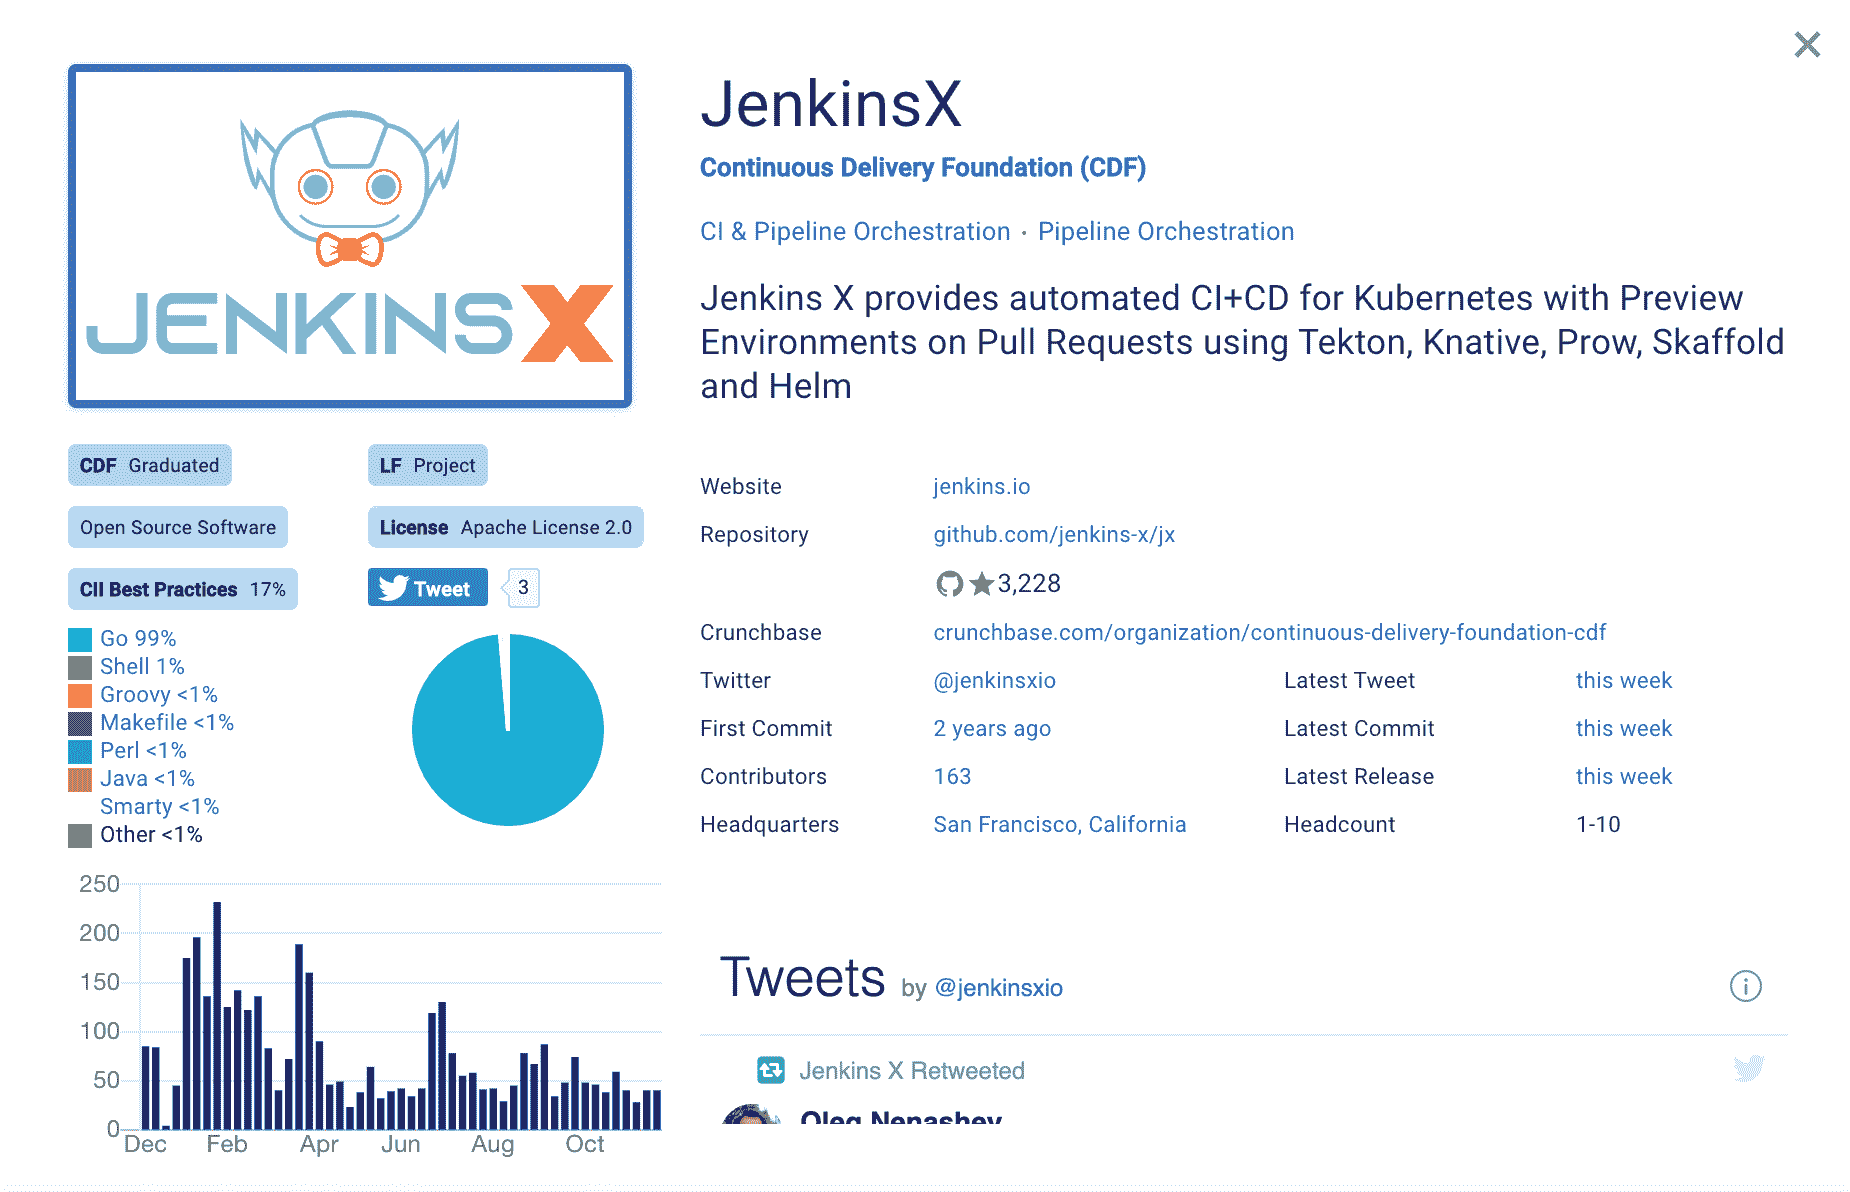 JENKINS X
CDF Graduated
LF Project
Open Source Software
License Apache License 2.0
CII Best Practices 17%
Tweet 3
Go 99%
Shell 1%
Groovy <1%
Makefile <1%
Perl <1%
Java <1%
Smarty <1%
Other <1%
250
200
150
100
50
0
Dec Feb Apr Jun Aug Oct
JenkinsX
Continuous Delivery Foundation (CDF)
CI & Pipeline Orchestration · Pipeline Orchestration
Jenkins X provides automated CI+CD for Kubernetes with Preview
Environments on Pull Requests using Tekton, Knative, Prow, Skaffold
and Helm
Website jenkins.io
Repository github.com/jenkins-x/jx
3,228
Crunchbase crunchbase.com/organization/continuous-delivery-foundation-cdf
Twitter @jenkinsxio Latest Tweet this week
First Commit 2 years ago Latest Commit this week
Contributors 163 Latest Release this week
Headquarters San Francisco, California Headcount 1-10
Tweets by @jenkinsxio
Jenkins X Retweeted
Oleg Nenashev